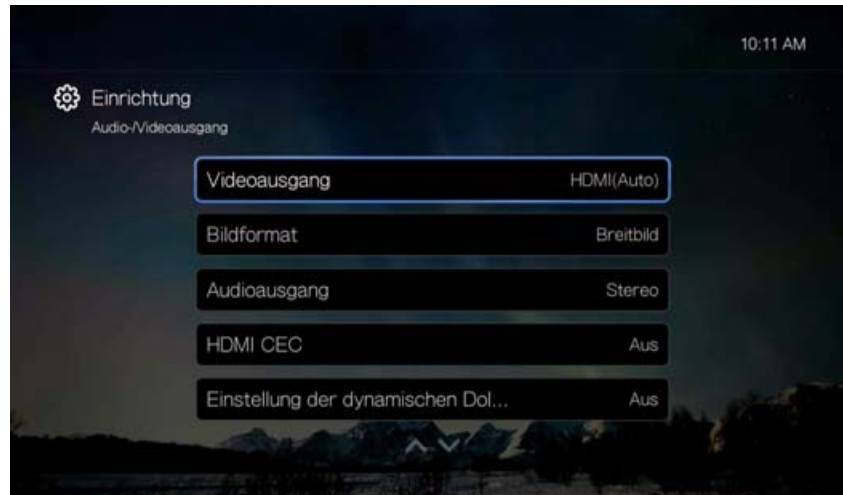 10:11 AM
Einrichtung
Audio-/Videoausgang
Videoausgang HDMI(Auto)
Bildformat Breitbild
Audioausgang Stereo
HDMI CEC Aus
Einstellung der dynamischen Dol... Aus